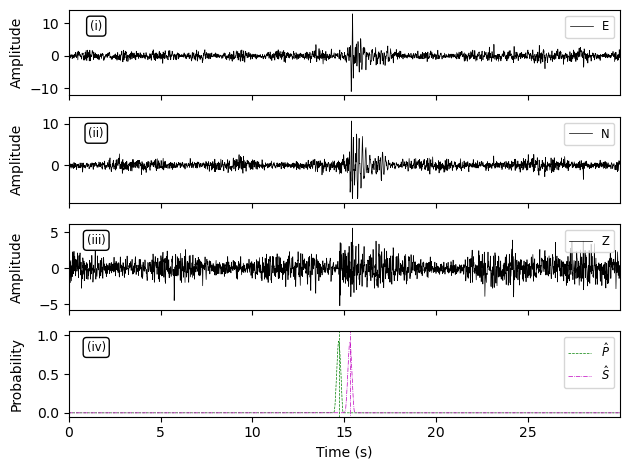 Amplitude
10
0
−10
(i)
E
Amplitude
10
0
(ii)
N
Amplitude
5
0
−5
(iii)
Z
Probability
1.0
0.5
0.0
(iv)
P̂
Ŝ
0 5 10 15 20 25
Time (s)